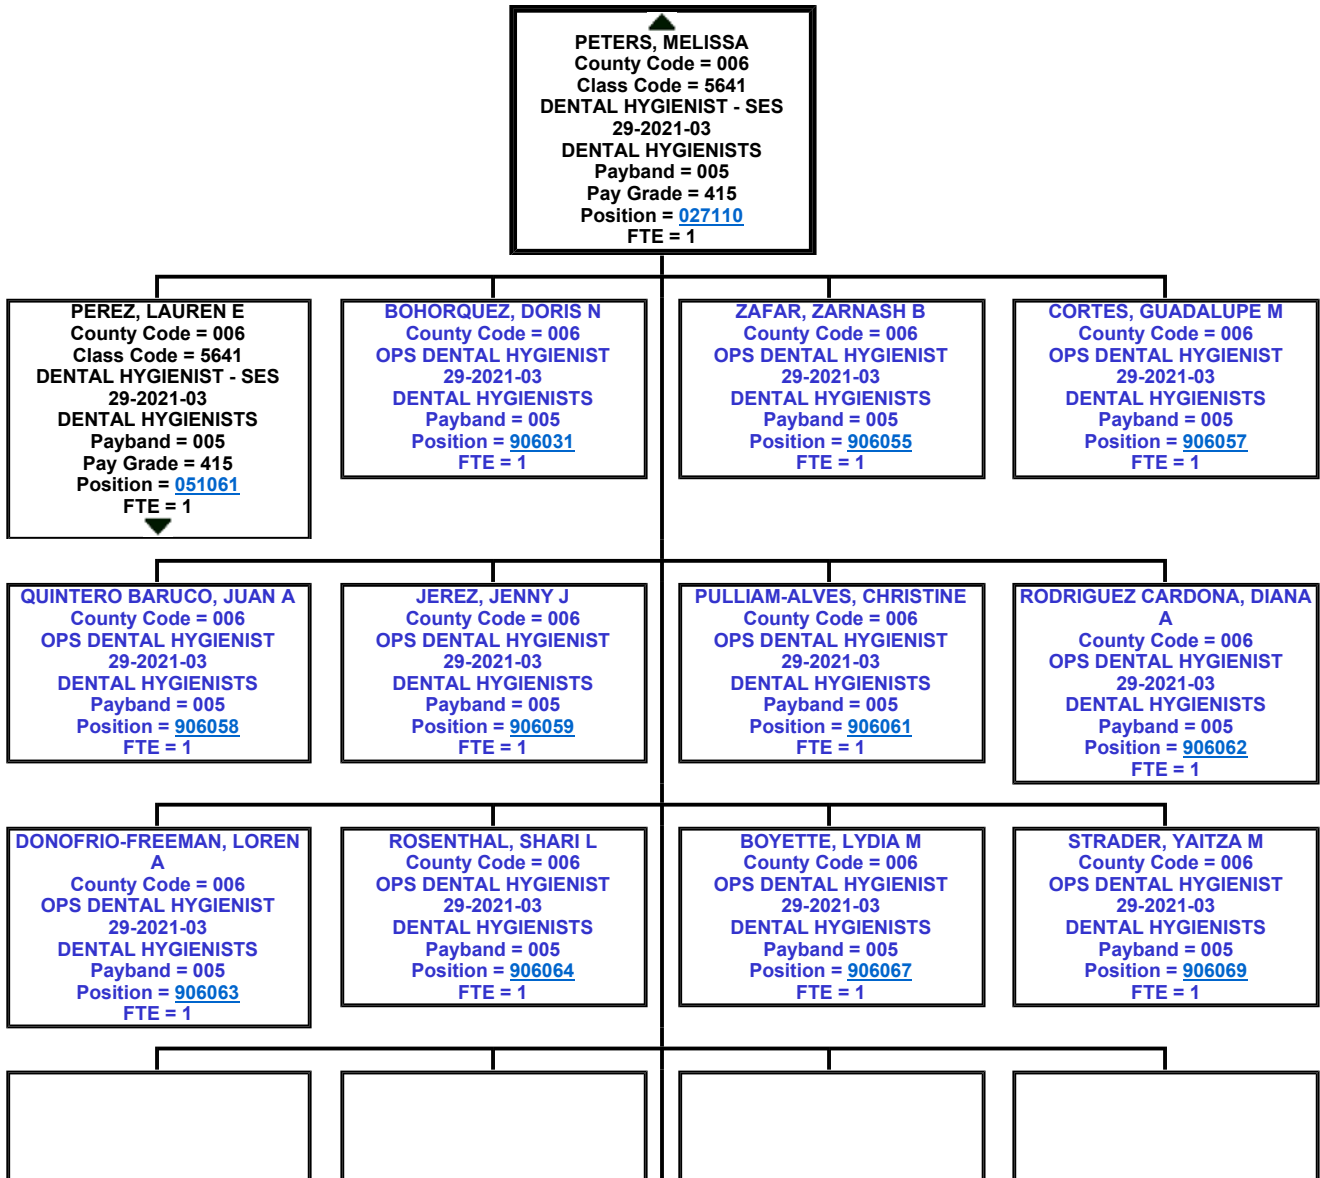 PETERS, MELISSA
County Code = 006
Class Code = 5641
DENTAL HYGIENIST - SES
29-2021-03
DENTAL HYGIENISTS
Payband = 005
Pay Grade = 415
Position = 027110
FTE = 1
PEREZ, LAUREN E
County Code = 006
Class Code = 5641
DENTAL HYGIENIST - SES
29-2021-03
DENTAL HYGIENISTS
Payband = 005
Pay Grade = 415
Position = 051061
FTE = 1
BOHORQUEZ, DORIS N
County Code = 006
OPS DENTAL HYGIENIST
29-2021-03
DENTAL HYGIENISTS
Payband = 005
Position = 906031
FTE = 1
ZAFAR, ZARNASH B
County Code = 006
OPS DENTAL HYGIENIST
29-2021-03
DENTAL HYGIENISTS
Payband = 005
Position = 906055
FTE = 1
CORTES, GUADALUPE M
County Code = 006
OPS DENTAL HYGIENIST
29-2021-03
DENTAL HYGIENISTS
Payband = 005
Position = 906057
FTE = 1
QUINTERO BARUCO, JUAN A
County Code = 006
OPS DENTAL HYGIENIST
29-2021-03
DENTAL HYGIENISTS
Payband = 005
Position = 906058
FTE = 1
JEREZ, JENNY J
County Code = 006
OPS DENTAL HYGIENIST
29-2021-03
DENTAL HYGIENISTS
Payband = 005
Position = 906059
FTE = 1
PULLIAM-ALVES, CHRISTINE
County Code = 006
OPS DENTAL HYGIENIST
29-2021-03
DENTAL HYGIENISTS
Payband = 005
Position = 906061
FTE = 1
RODRIGUEZ CARDONA, DIANA
A
County Code = 006
OPS DENTAL HYGIENIST
29-2021-03
DENTAL HYGIENISTS
Payband = 005
Position = 906062
FTE = 1
DONOFRIO-FREEMAN, LOREN
A
County Code = 006
OPS DENTAL HYGIENIST
29-2021-03
DENTAL HYGIENISTS
Payband = 005
Position = 906063
FTE = 1
ROSENTHAL, SHARI L
County Code = 006
OPS DENTAL HYGIENIST
29-2021-03
DENTAL HYGIENISTS
Payband = 005
Position = 906064
FTE = 1
BOYETTE, LYDIA M
County Code = 006
OPS DENTAL HYGIENIST
29-2021-03
DENTAL HYGIENISTS
Payband = 005
Position = 906067
FTE = 1
STRADER, YAITZA M
County Code = 006
OPS DENTAL HYGIENIST
29-2021-03
DENTAL HYGIENISTS
Payband = 005
Position = 906069
FTE = 1